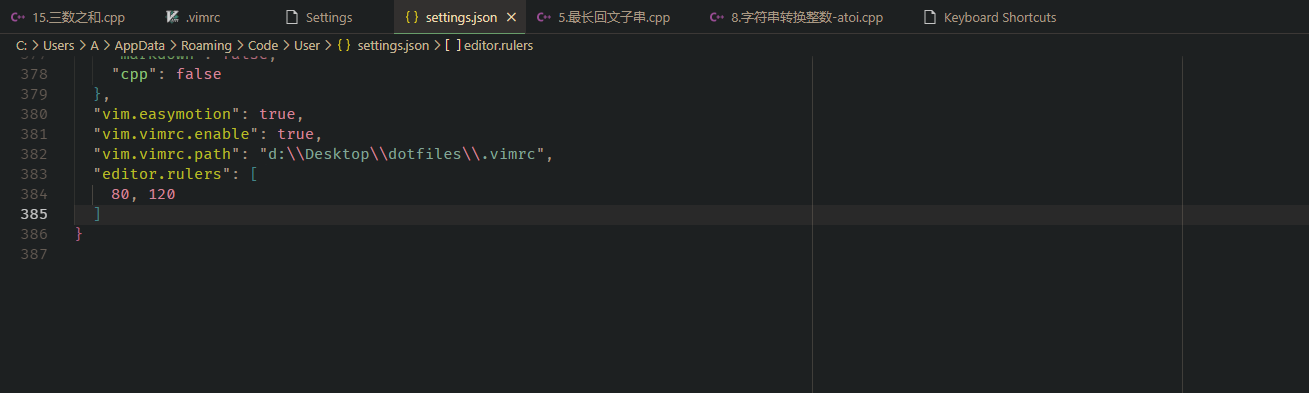 15.三数之和.cpp .vimrc Settings { } settings.json × 5.最长回文子串.cpp 8.字符串转换整数-atoi.cpp Keyboard Shortcuts
C: > Users > A > AppData > Roaming > Code > User > { } settings.json > [ ] editor.rulers
377 "markdown": false,
378 "cpp": false
379 },
380 "vim.easymotion": true,
381 "vim.vimrc.enable": true,
382 "vim.vimrc.path": "d:\\Desktop\\dotfiles\\.vimrc",
383 "editor.rulers": [
384 80, 120
385 ]
386 }
387